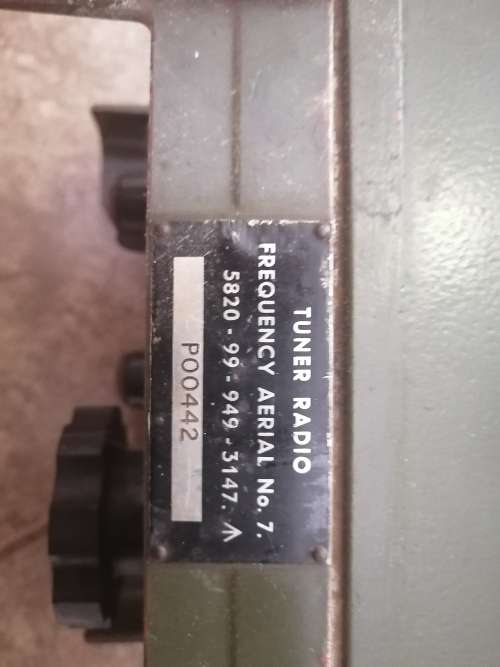 TUNER RADIO
FREQUENCY AERIAL No. 7.
5820-99-949-3147.
P00442